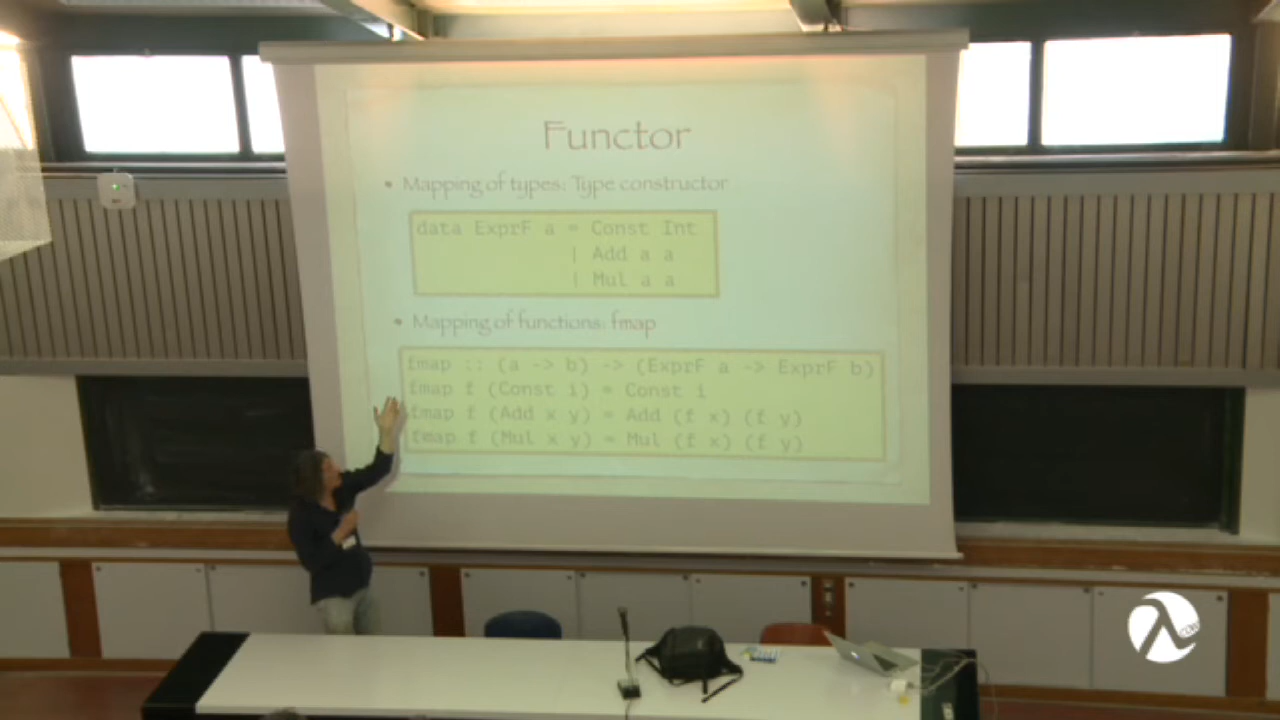 Functor
• Mapping of types: Type constructor
data ExprF a = Const Int
| Add a a
| Mul a a
• Mapping of functions: fmap
fmap :: (a -> b) -> (ExprF a -> ExprF b)
fmap f (Const i) = Const i
fmap f (Add x y) = Add (f x) (f y)
fmap f (Mul x y) = Mul (f x) (f y)
λC